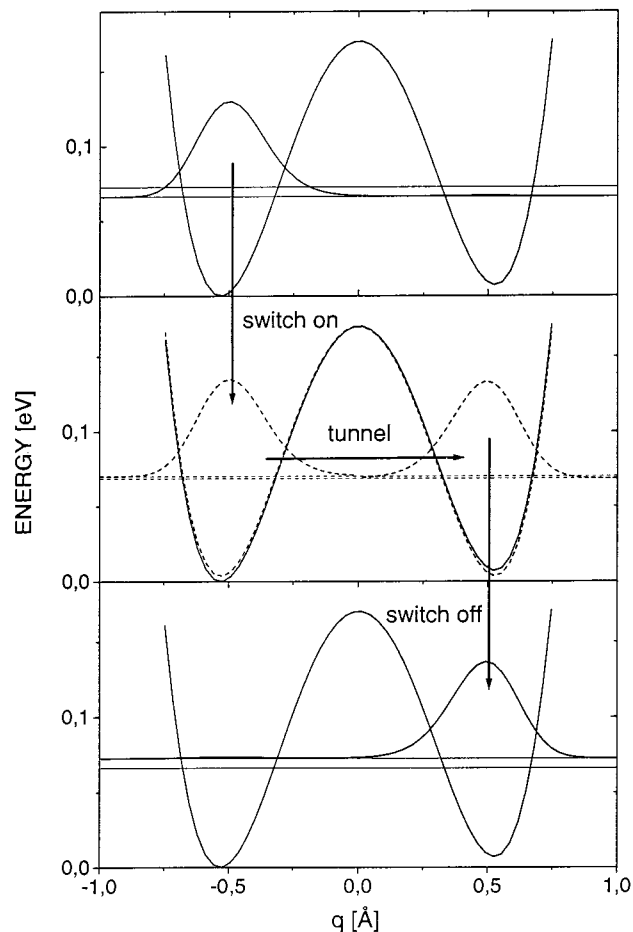 0,1
0,0
switch on
0,1
tunnel
0,0
switch off
0,1
0,0
-1,0 -0,5 0,0 0,5 1,0
q [Å]
ENERGY [eV]